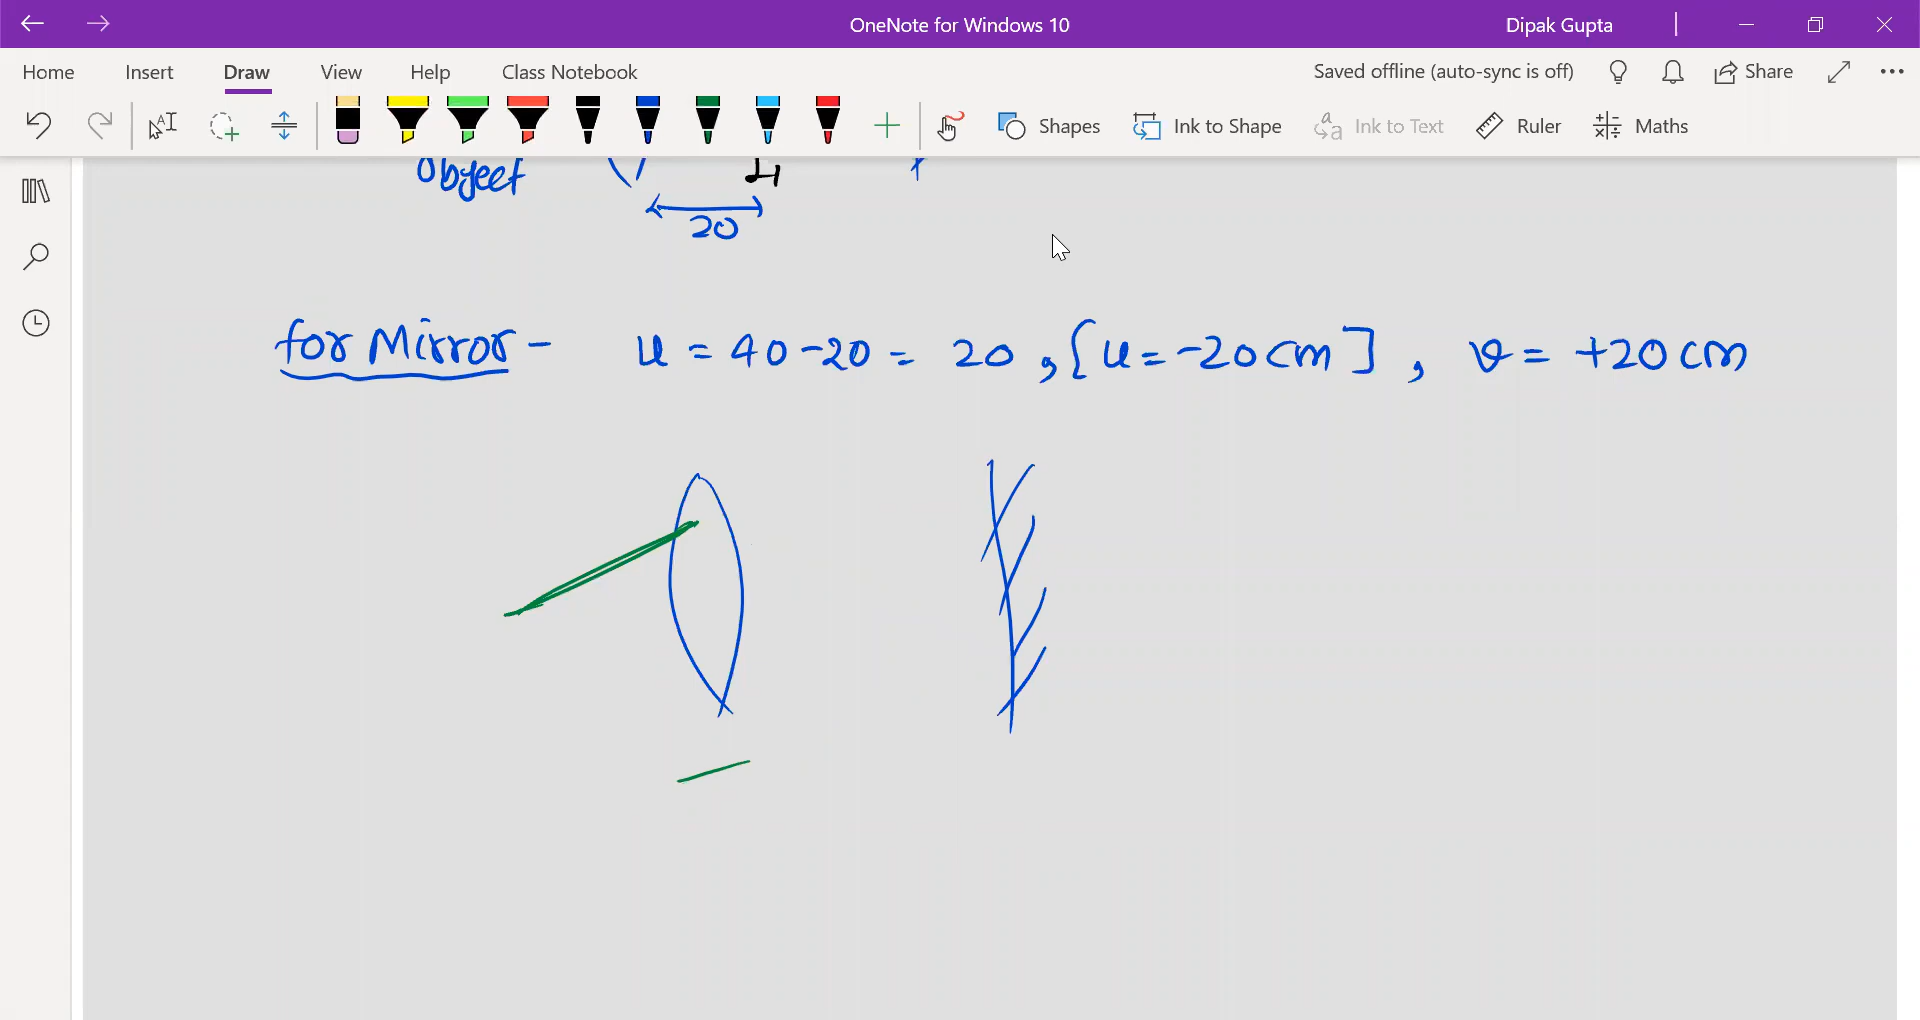 OneNote for Windows 10
Dipak Gupta
Home Insert Draw View Help Class Notebook
Saved offline (auto-sync is off)
Share
Shapes
Ink to Shape
Ink to Text
Ruler
Maths
Object
20
for Mirror - u = 40 - 20 = 20 , [u = -20 cm] , v = +20 cm